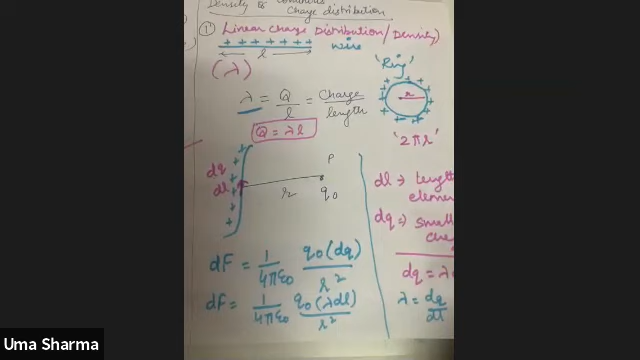 Density & Continous
Charge distribution
① Linear charge Distribution/Density
+ + + + + + + +
l
wire
'Ring'
(λ)
r
λ = Q/l = Charge/length
Q = λl
'2πr'
dq
dl
P
r
q₀
dl → length
element
dq ⇒ small
dF = 1/4πε₀ q₀(dq)/r²
dq = λ
dF = 1/4πε₀ q₀(λdl)/r²
λ = dq/dl
Uma Sharma